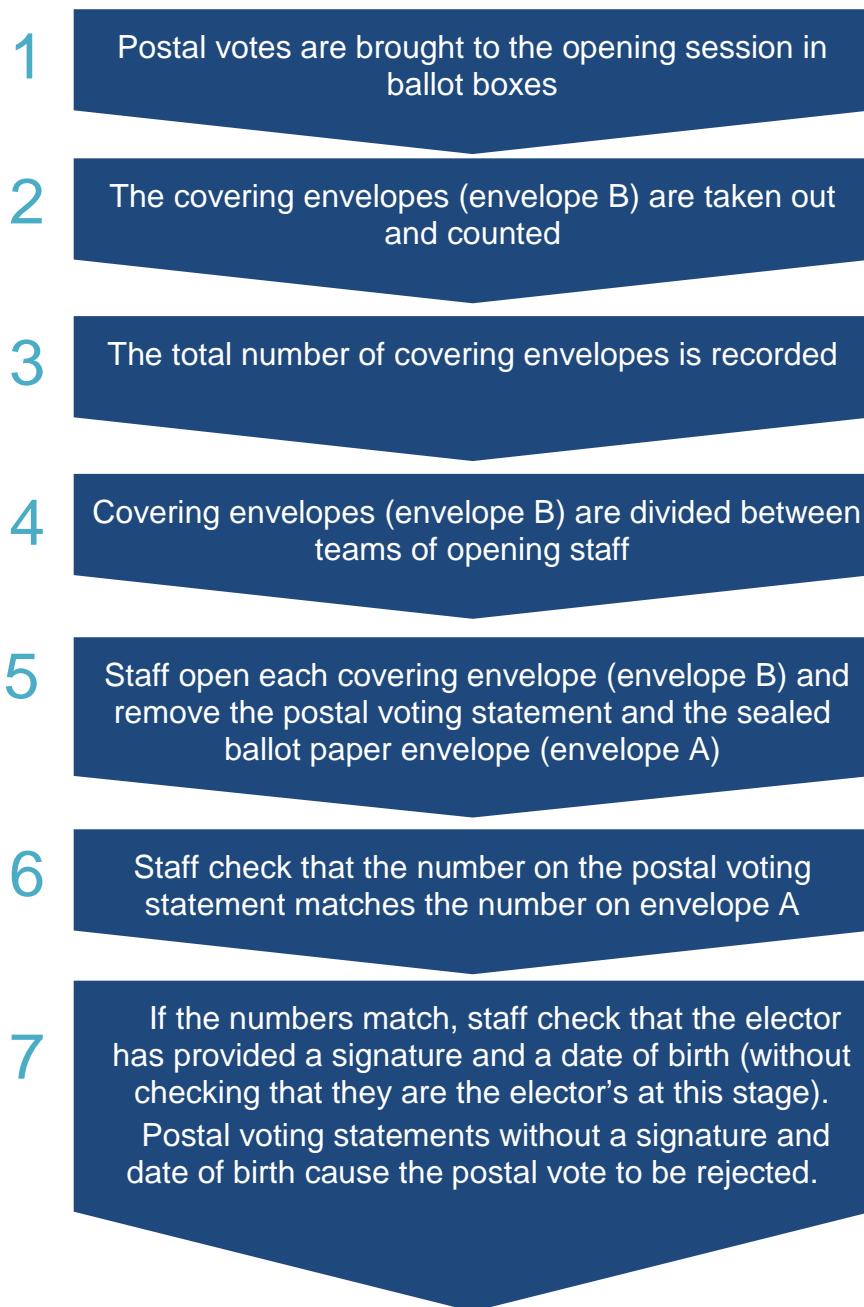 1
Postal votes are brought to the opening session in
ballot boxes
2
The covering envelopes (envelope B) are taken out
and counted
3
The total number of covering envelopes is recorded
4
Covering envelopes (envelope B) are divided between
teams of opening staff
5
Staff open each covering envelope (envelope B) and
remove the postal voting statement and the sealed
ballot paper envelope (envelope A)
6
Staff check that the number on the postal voting
statement matches the number on envelope A
7
If the numbers match, staff check that the elector
has provided a signature and a date of birth (without
checking that they are the elector’s at this stage).
Postal voting statements without a signature and
date of birth cause the postal vote to be rejected.